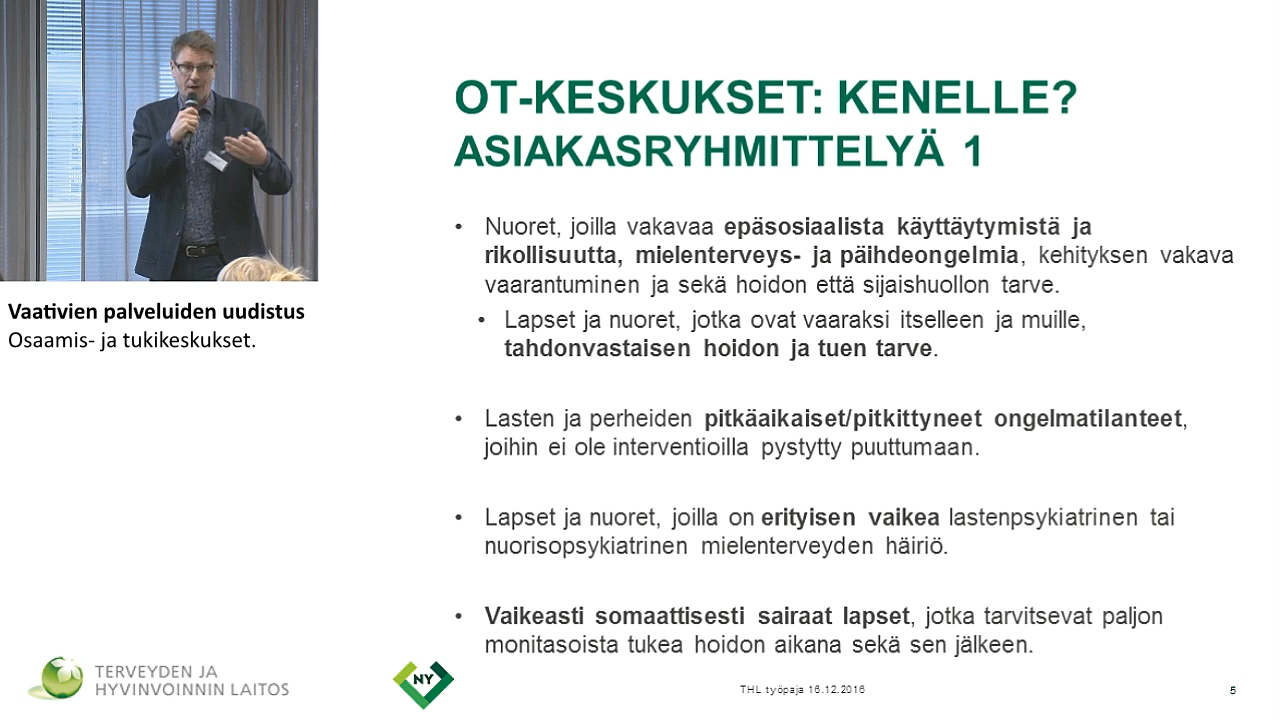 OT-KESKUKSET: KENELLE?
ASIAKASRYHMITTELYÄ 1
• Nuoret, joilla vakavaa epäsosiaalista käyttäytymistä ja
rikollisuutta, mielenterveys- ja päihdeongelmia, kehityksen vakava
vaarantuminen ja sekä hoidon että sijaishuollon tarve.
• Lapset ja nuoret, jotka ovat vaaraksi itselleen ja muille,
tahdonvastaisen hoidon ja tuen tarve.
• Lasten ja perheiden pitkäaikaiset/pitkittyneet ongelmatilanteet,
joihin ei ole interventioilla pystytty puuttumaan.
• Lapset ja nuoret, joilla on erityisen vaikea lastenpsykiatrinen tai
nuorisopsykiatrinen mielenterveyden häiriö.
• Vaikeasti somaattisesti sairaat lapset, jotka tarvitsevat paljon
monitasoista tukea hoidon aikana sekä sen jälkeen.
Vaativien palveluiden uudistus
Osaamis- ja tukikeskukset.
TERVEYDEN JA
HYVINVOINNIN LAITOS
NY
THL työpaja 16.12.2016
5